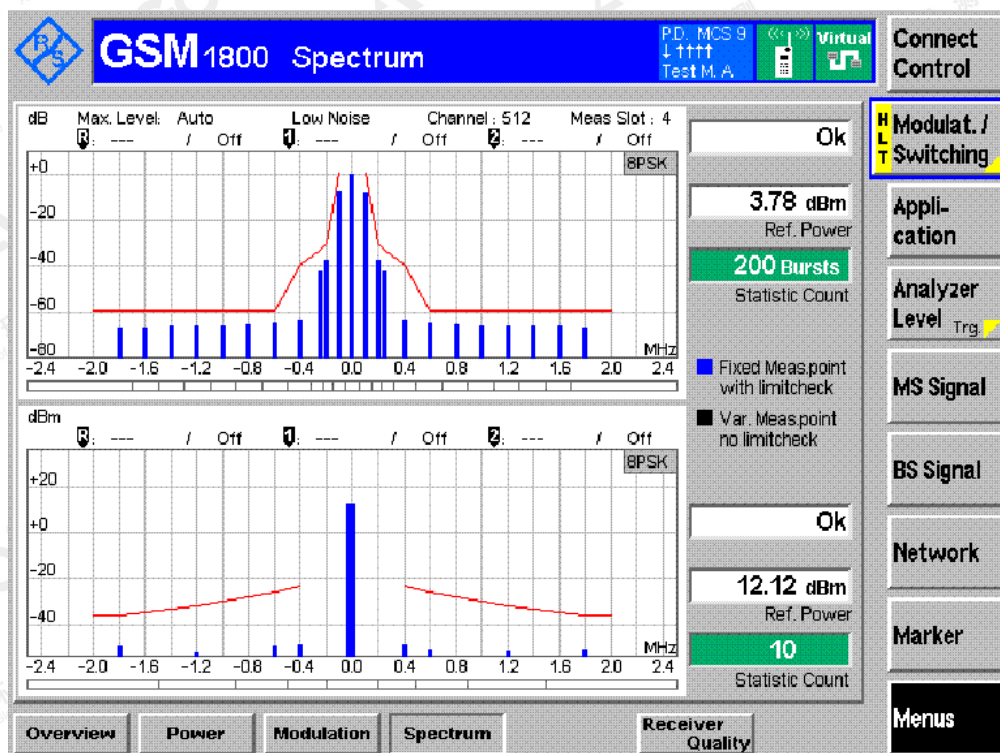 R&S
GSM1800 Spectrum
P.D. MCS 9
↓ ↑↑↑↑
Test M. A.
Virtual
Connect Control
dB Max. Level: Auto Low Noise Channel : 512 Meas Slot : 4
R : --- / Off 1 : --- / Off 2 : --- / Off
8PSK
+0
-20
-40
-60
-80
MHz
-2.4 -2.0 -1.6 -1.2 -0.8 -0.4 0.0 0.4 0.8 1.2 1.6 2.0 2.4
Ok
3.78 dBm
Ref. Power
200 Bursts
Statistic Count
Fixed Meas.point
with limitcheck
Var. Meas.point
no limitcheck
dBm
R : --- / Off 1 : --- / Off 2 : --- / Off
8PSK
+20
+0
-20
-40
MHz
-2.4 -2.0 -1.6 -1.2 -0.8 -0.4 0.0 0.4 0.8 1.2 1.6 2.0 2.4
Ok
12.12 dBm
Ref. Power
10
Statistic Count
HLT
Modulat. /
Switching
Appli-
cation
Analyzer
Level Trg.
MS Signal
BS Signal
Network
Marker
Menus
Overview Power Modulation Spectrum Receiver
Quality